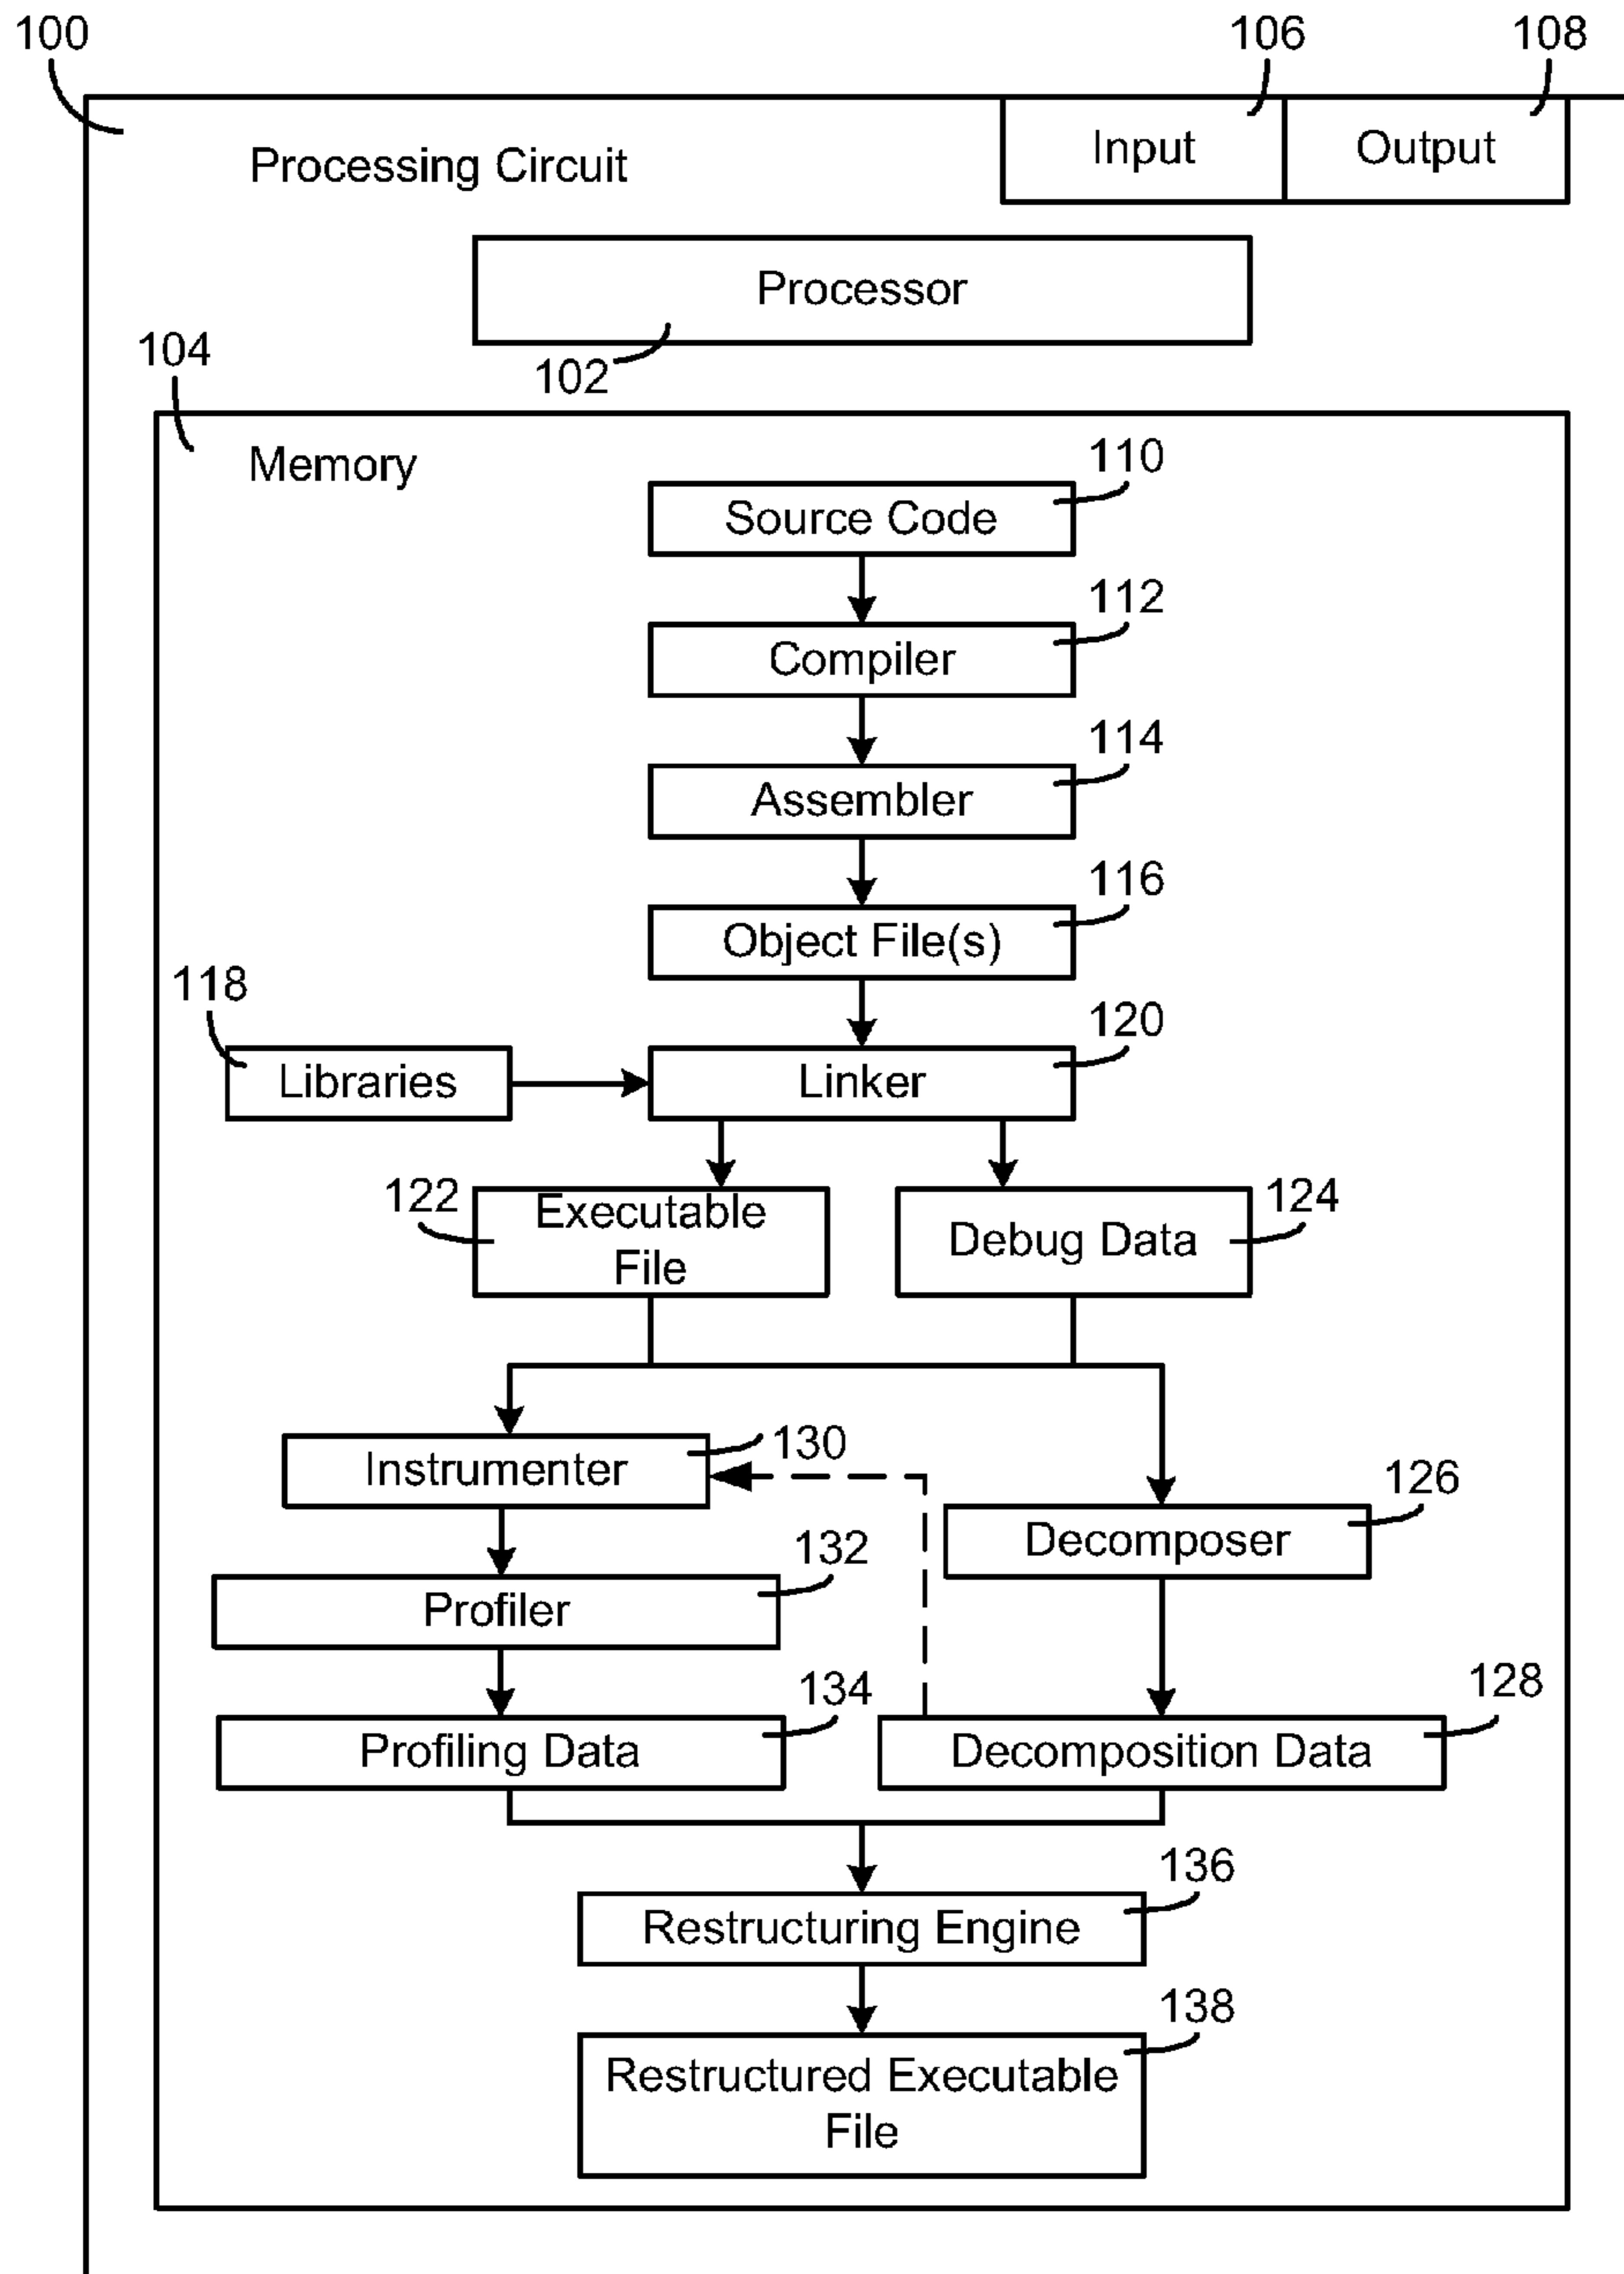 100
106
108
Processing Circuit
Input
Output
Processor
102
104
Memory
110
Source Code
112
Compiler
114
Assembler
116
Object File(s)
118
Libraries
120
Linker
122
Executable
File
Debug Data
124
Instrumenter
130
126
Decomposer
132
Profiler
134
Profiling Data
128
Decomposition Data
136
Restructuring Engine
138
Restructured Executable
File